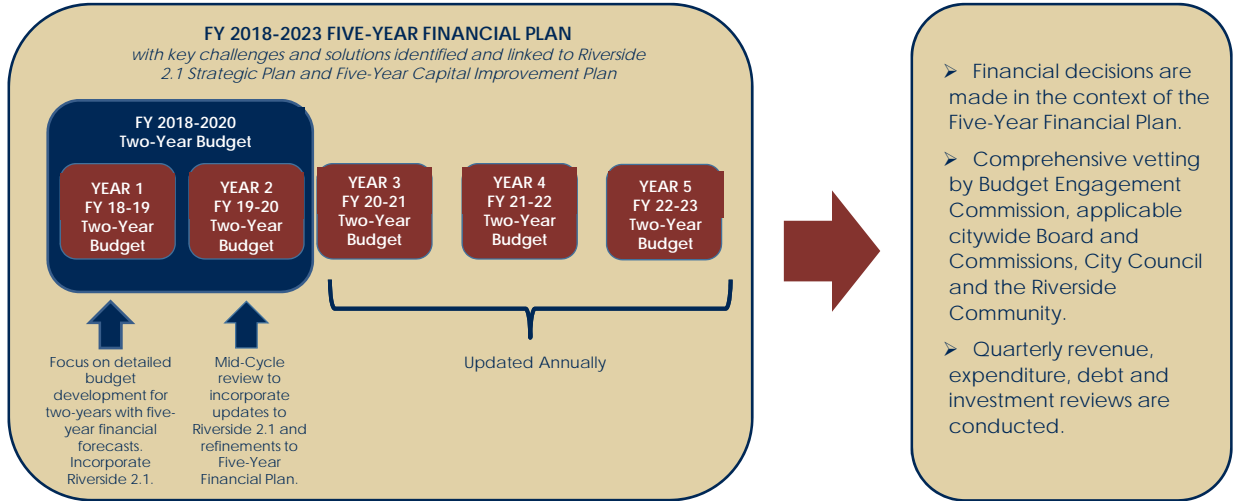 FY 2018-2023 FIVE-YEAR FINANCIAL PLAN
with key challenges and solutions identified and linked to Riverside
2.1 Strategic Plan and Five-Year Capital Improvement Plan
FY 2018-2020
Two-Year Budget
YEAR 1
FY 18-19
Two-Year
Budget
YEAR 2
FY 19-20
Two-Year
Budget
YEAR 3
FY 20-21
Two-Year
Budget
YEAR 4
FY 21-22
Two-Year
Budget
YEAR 5
FY 22-23
Two-Year
Budget
Focus on detailed
budget
development for
two-years with five-
year financial
forecasts.
Incorporate
Riverside 2.1.
Mid-Cycle
review to
incorporate
updates to
Riverside 2.1 and
refinements to
Five-Year
Financial Plan.
Updated Annually
➢ Financial decisions are
made in the context of the
Five-Year Financial Plan.
➢ Comprehensive vetting
by Budget Engagement
Commission, applicable
citywide Board and
Commissions, City Council
and the Riverside
Community.
➢ Quarterly revenue,
expenditure, debt and
investment reviews are
conducted.